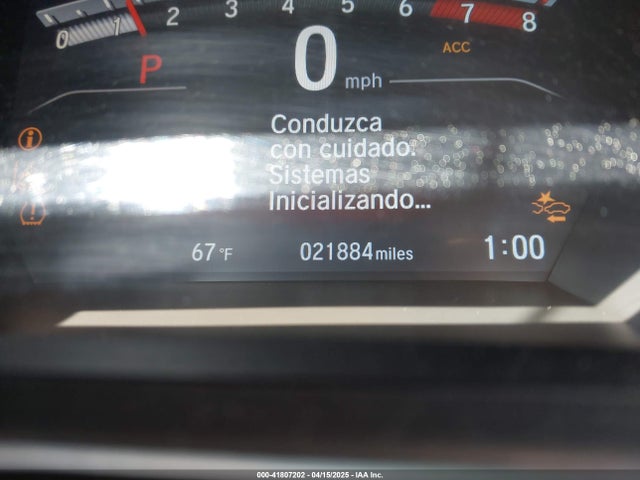 0 1 2 3 4 5 6 7 8
P 0 mph ACC
Conduzca
con cuidado.
Sistemas
Inicializando...
67°F 021884 miles 1:00
000-41807202 - 04/15/2025 - IAA Inc.